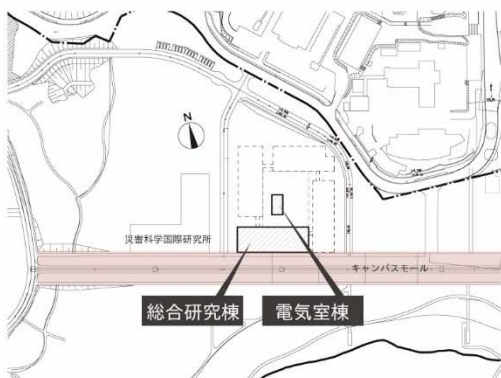 N
災害科学国際研究所
キャンパスモール
総合研究棟
電気室棟